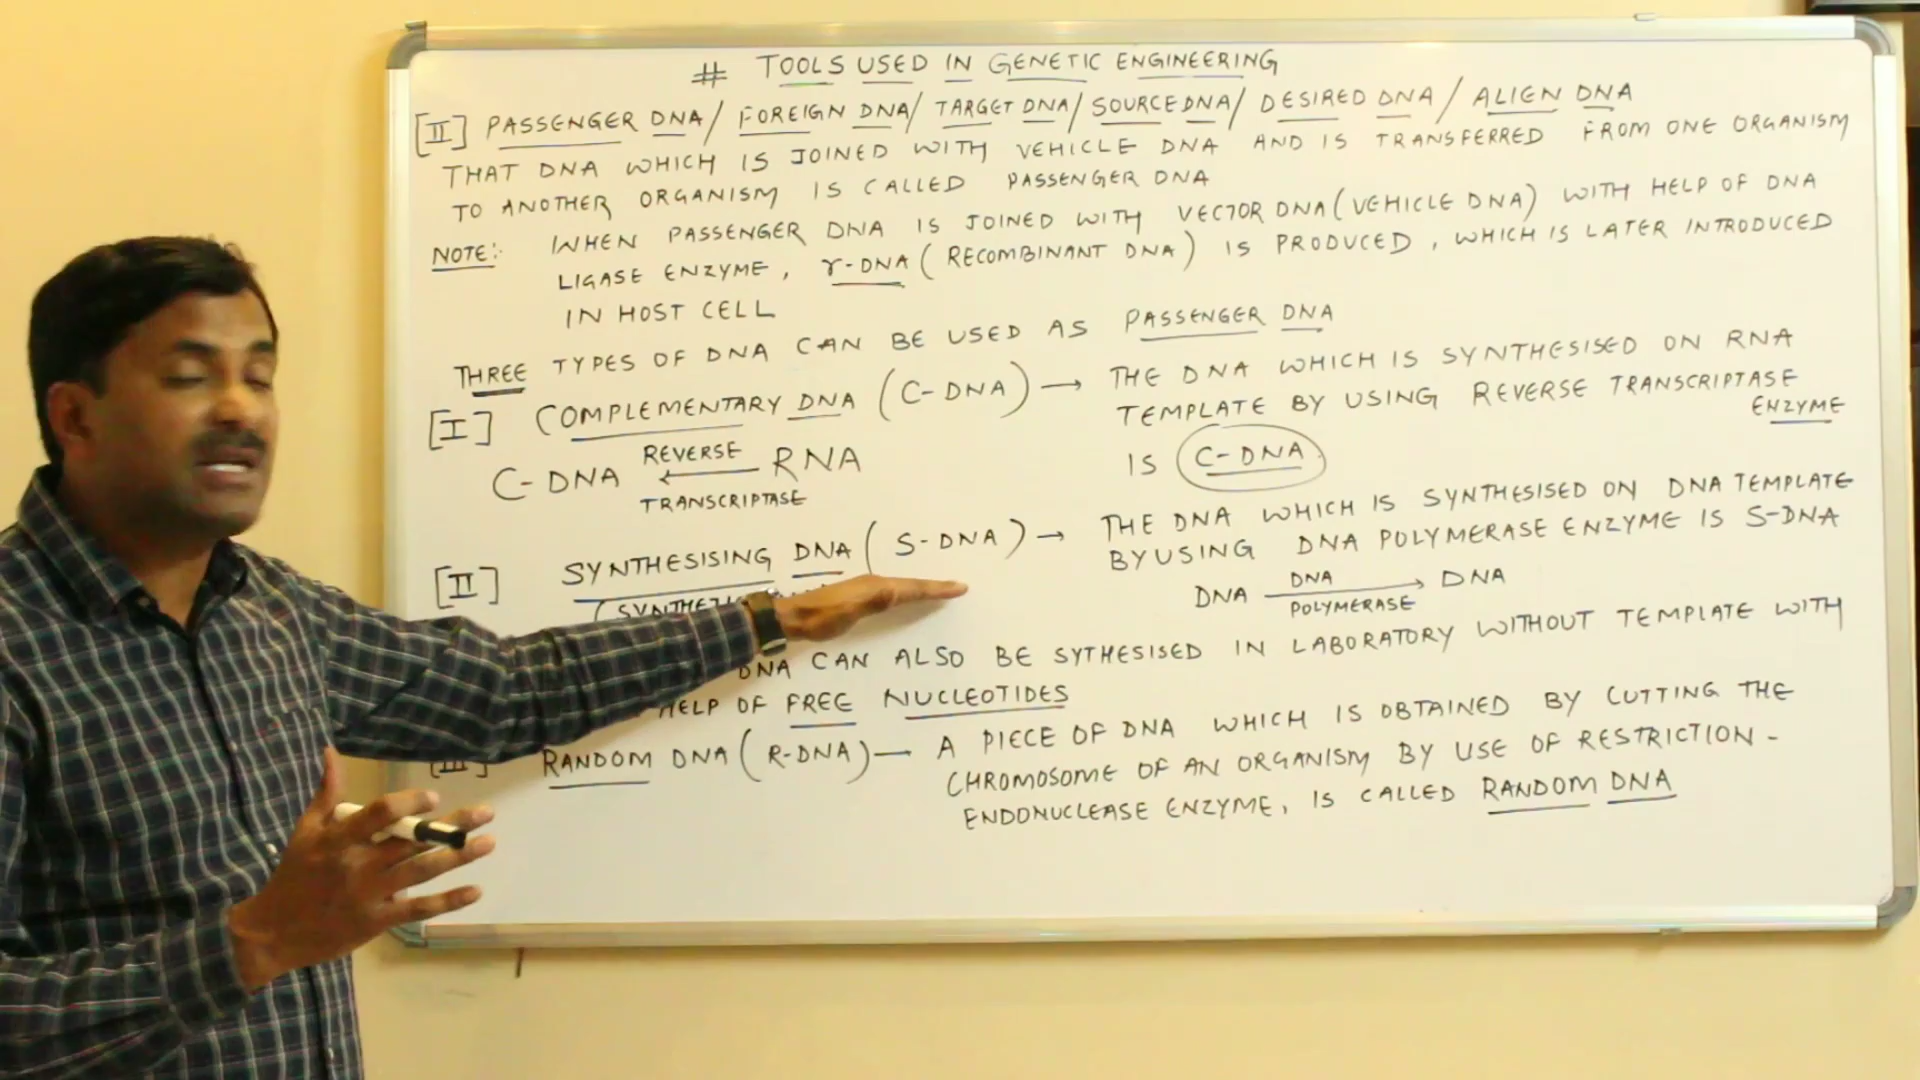 # TOOLS USED IN GENETIC ENGINEERING
[II] PASSENGER DNA/ FOREIGN DNA/ TARGET DNA/ SOURCE DNA/ DESIRED DNA / ALIEN DNA
THAT DNA WHICH IS JOINED WITH VEHICLE DNA AND IS TRANSFERRED FROM ONE ORGANISM
TO ANOTHER ORGANISM IS CALLED PASSENGER DNA
NOTE:- WHEN PASSENGER DNA IS JOINED WITH VECTOR DNA (VEHICLE DNA) WITH HELP OF DNA
LIGASE ENZYME, r-DNA (RECOMBINANT DNA) IS PRODUCED, WHICH IS LATER INTRODUCED
IN HOST CELL
THREE TYPES OF DNA CAN BE USED AS PASSENGER DNA
[I] COMPLEMENTARY DNA (C-DNA) → THE DNA WHICH IS SYNTHESISED ON RNA
TEMPLATE BY USING REVERSE TRANSCRIPTASE
ENZYME
IS C-DNA
C-DNA ← RNA
REVERSE
TRANSCRIPTASE
[II] SYNTHESISING DNA (S-DNA) → THE DNA WHICH IS SYNTHESISED ON DNA TEMPLATE
BY USING DNA POLYMERASE ENZYME IS S-DNA
DNA → DNA
DNA
POLYMERASE
DNA CAN ALSO BE SYTHESISED IN LABORATORY WITHOUT TEMPLATE WITH
HELP OF FREE NUCLEOTIDES
[III] RANDOM DNA (R-DNA) — A PIECE OF DNA WHICH IS OBTAINED BY CUTTING THE
CHROMOSOME OF AN ORGANISM BY USE OF RESTRICTION -
ENDONUCLEASE ENZYME, IS CALLED RANDOM DNA